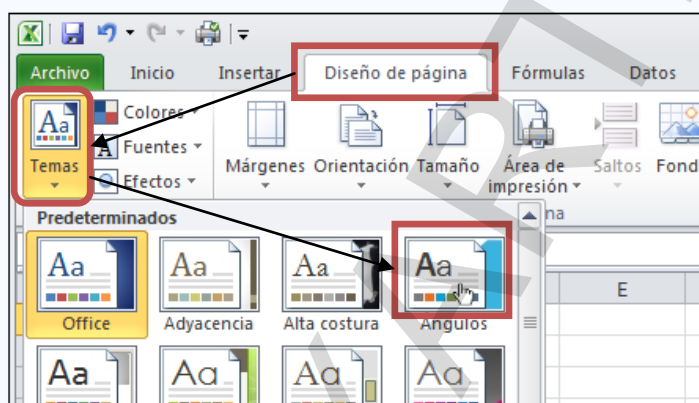 Archivo Inicio Insertar Diseño de página Fórmulas Datos
Aa Colores
A Fuentes
Temas Efectos
Márgenes Orientación Tamaño Área de impresión Saltos Fond
Predeterminados na
Aa Aa Aa Aa
Office Adyacencia Alta costura Ángulos
E
Aa Aa Aa Aa